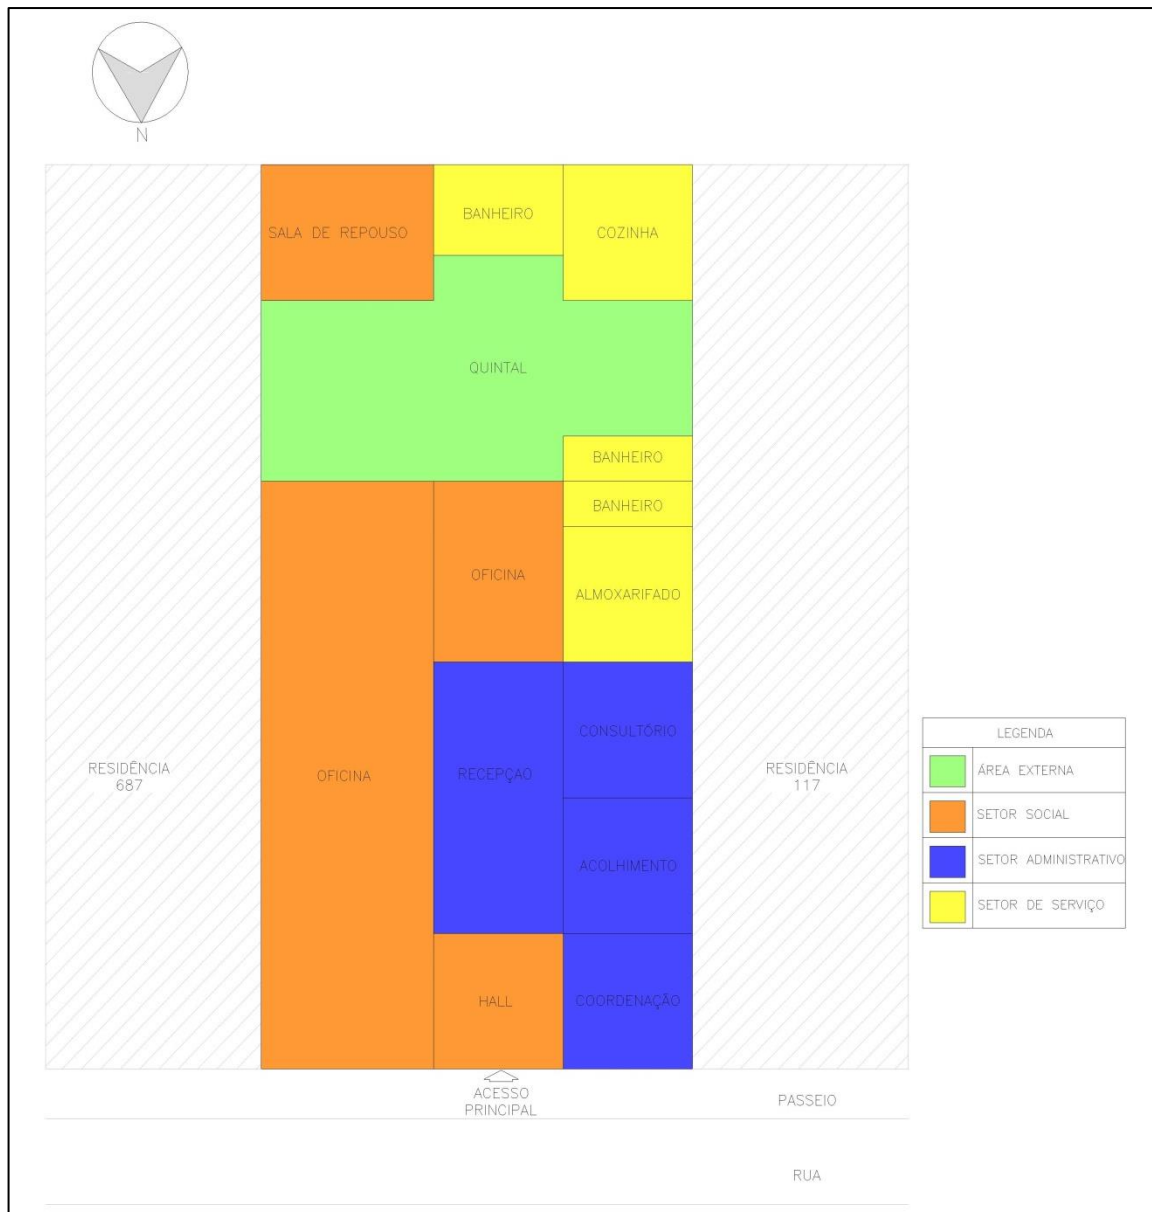 N
BANHEIRO
SALA DE REPOUSO
COZINHA
QUINTAL
BANHEIRO
BANHEIRO
OFICINA
ALMOXARIFADO
CONSULTÓRIO
RESIDÊNCIA
687
OFICINA
RECEPÇAO
RESIDÊNCIA
117
ACOLHIMENTO
HALL
COORDENAÇÃO
LEGENDA
ÁREA EXTERNA
SETOR SOCIAL
SETOR ADMINISTRATIVO
SETOR DE SERVIÇO
ACESSO
PRINCIPAL
PASSEIO
RUA